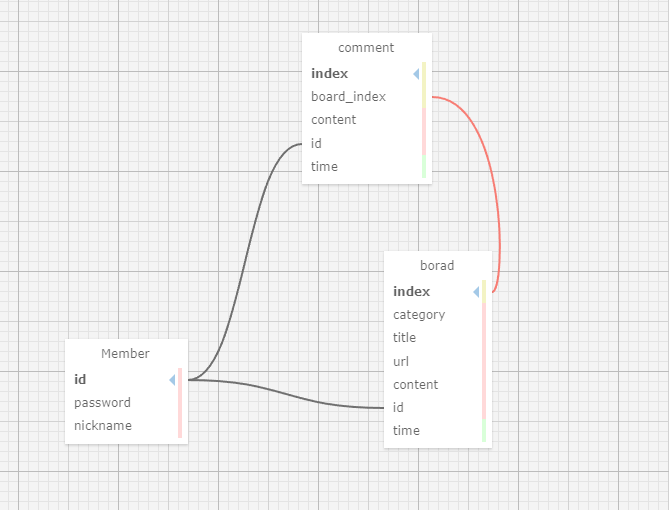 comment
index
board_index
content
id
time
borad
index
category
title
url
content
id
time
Member
id
password
nickname